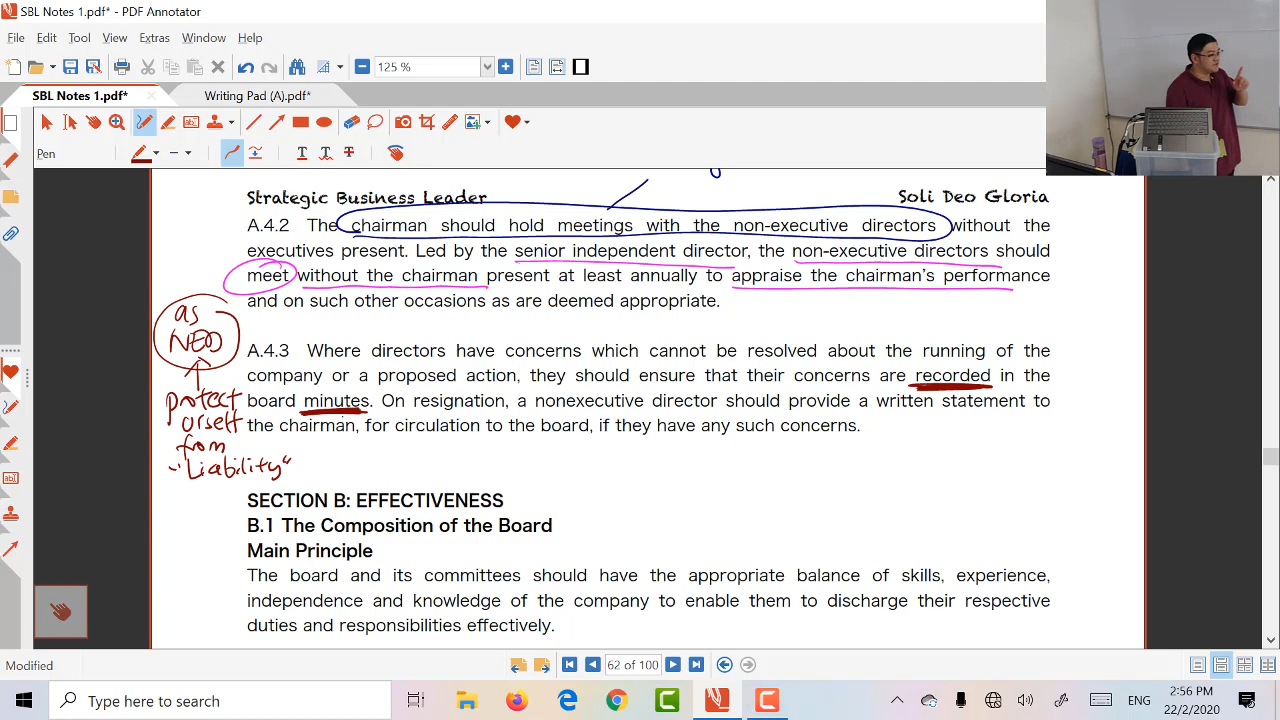 SBL Notes 1.pdf* - PDF Annotator
File Edit Tool View Extras Window Help
125 %
SBL Notes 1.pdf*
Writing Pad (A).pdf*
Pen
Strategic Business Leader
Soli Deo Gloria
A.4.2 The chairman should hold meetings with the non-executive directors without the
executives present. Led by the senior independent director, the non-executive directors should
meet without the chairman present at least annually to appraise the chairman's performance
and on such other occasions as are deemed appropriate.
as
NED
A.4.3 Where directors have concerns which cannot be resolved about the running of the
company or a proposed action, they should ensure that their concerns are recorded in the
board minutes. On resignation, a nonexecutive director should provide a written statement to
the chairman, for circulation to the board, if they have any such concerns.
protect
urself
from
"Liability"
SECTION B: EFFECTIVENESS
B.1 The Composition of the Board
Main Principle
The board and its committees should have the appropriate balance of skills, experience,
independence and knowledge of the company to enable them to discharge their respective
duties and responsibilities effectively.
Modified
62 of 100
Type here to search
ENG
2:56 PM
22/2/2020